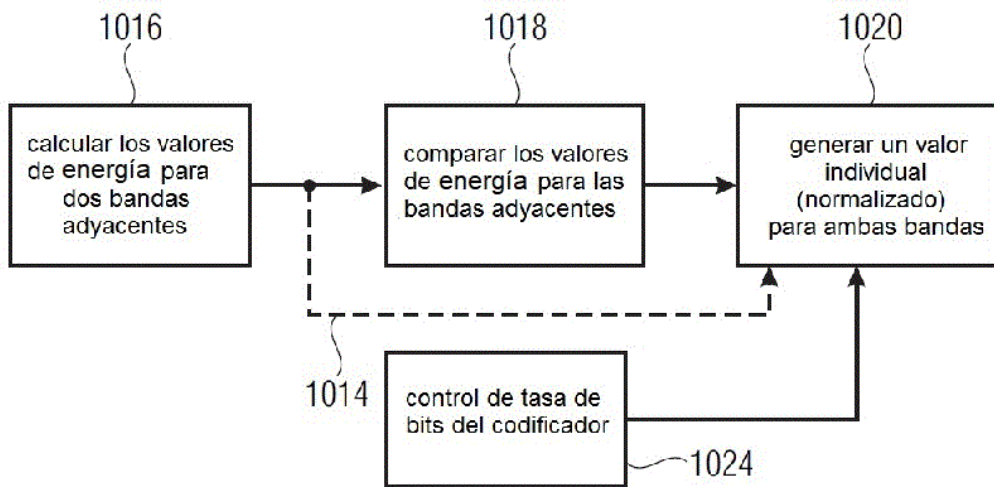 1016
1018
1020
calcular los valores
de energía para
dos bandas
adyacentes
comparar los valores
de energía para las
bandas adyacentes
generar un valor
individual
(normalizado)
para ambas bandas
1014
control de tasa de
bits del codificador
1024